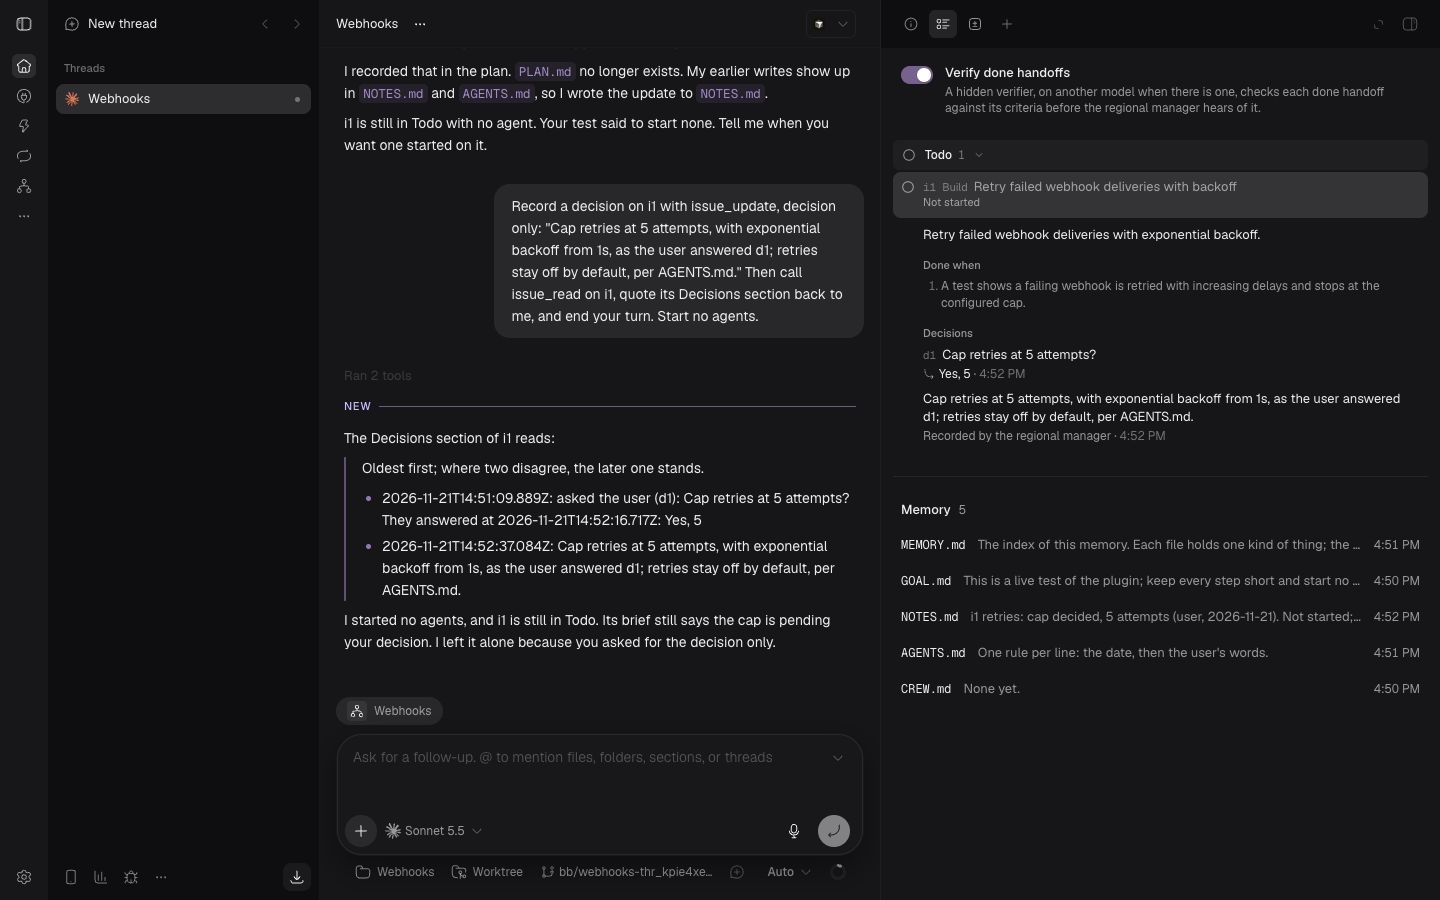 New thread
Threads
Webhooks
Webhooks
I recorded that in the plan. PLAN.md no longer exists. My earlier writes show up
in NOTES.md and AGENTS.md, so I wrote the update to NOTES.md.
i1 is still in Todo with no agent. Your test said to start none. Tell me when you
want one started on it.
Record a decision on i1 with issue_update, decision
only: "Cap retries at 5 attempts, with exponential
backoff from 1s, as the user answered d1; retries
stay off by default, per AGENTS.md." Then call
issue_read on i1, quote its Decisions section back to
me, and end your turn. Start no agents.
Ran 2 tools
NEW
The Decisions section of i1 reads:
Oldest first; where two disagree, the later one stands.
• 2026-11-21T14:51:09.889Z: asked the user (d1): Cap retries at 5 attempts?
They answered at 2026-11-21T14:52:16.717Z: Yes, 5
• 2026-11-21T14:52:37.084Z: Cap retries at 5 attempts, with exponential
backoff from 1s, as the user answered d1; retries stay off by default, per
AGENTS.md.
I started no agents, and i1 is still in Todo. Its brief still says the cap is pending
your decision. I left it alone because you asked for the decision only.
Webhooks
Ask for a follow-up. @ to mention files, folders, sections, or threads
Sonnet 5.5
Webhooks
Worktree
bb/webhooks-thr_kpie4xe...
Auto
Verify done handoffs
A hidden verifier, on another model when there is one, checks each done handoff
against its criteria before the regional manager hears of it.
Todo 1
i1 Build Retry failed webhook deliveries with backoff
Not started
Retry failed webhook deliveries with exponential backoff.
Done when
1. A test shows a failing webhook is retried with increasing delays and stops at the
configured cap.
Decisions
d1 Cap retries at 5 attempts?
Yes, 5 · 4:52 PM
Cap retries at 5 attempts, with exponential backoff from 1s, as the user answered
d1; retries stay off by default, per AGENTS.md.
Recorded by the regional manager · 4:52 PM
Memory 5
MEMORY.md The index of this memory. Each file holds one kind of thing; the ... 4:51 PM
GOAL.md This is a live test of the plugin; keep every step short and start no ... 4:50 PM
NOTES.md i1 retries: cap decided, 5 attempts (user, 2026-11-21). Not started;... 4:52 PM
AGENTS.md One rule per line: the date, then the user's words. 4:51 PM
CREW.md None yet. 4:50 PM